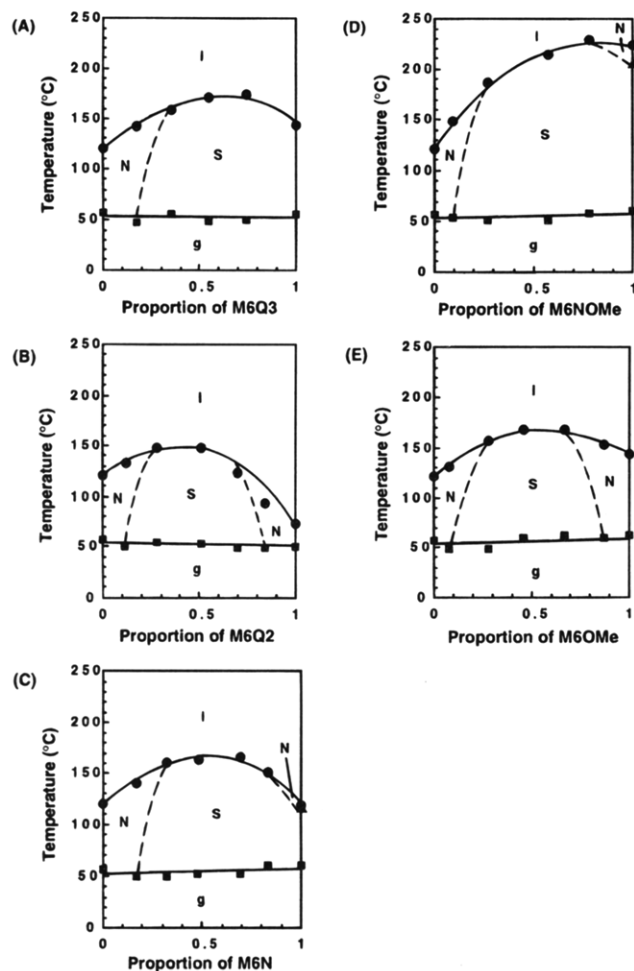 (A)
Temperature (°C)
250
200
150
100
50
0
I
N
S
g
0
0.5
1
Proportion of M6Q3
(B)
Temperature (°C)
250
200
150
100
50
0
I
N
S
N
g
0
0.5
1
Proportion of M6Q2
(C)
Temperature (°C)
250
200
150
100
50
0
I
N
N
S
g
0
0.5
1
Proportion of M6N
(D)
Temperature (°C)
250
200
150
100
50
0
I
N
N
S
g
0
0.5
1
Proportion of M6NOMe
(E)
Temperature (°C)
250
200
150
100
50
0
I
N
S
N
g
0
0.5
1
Proportion of M6OMe